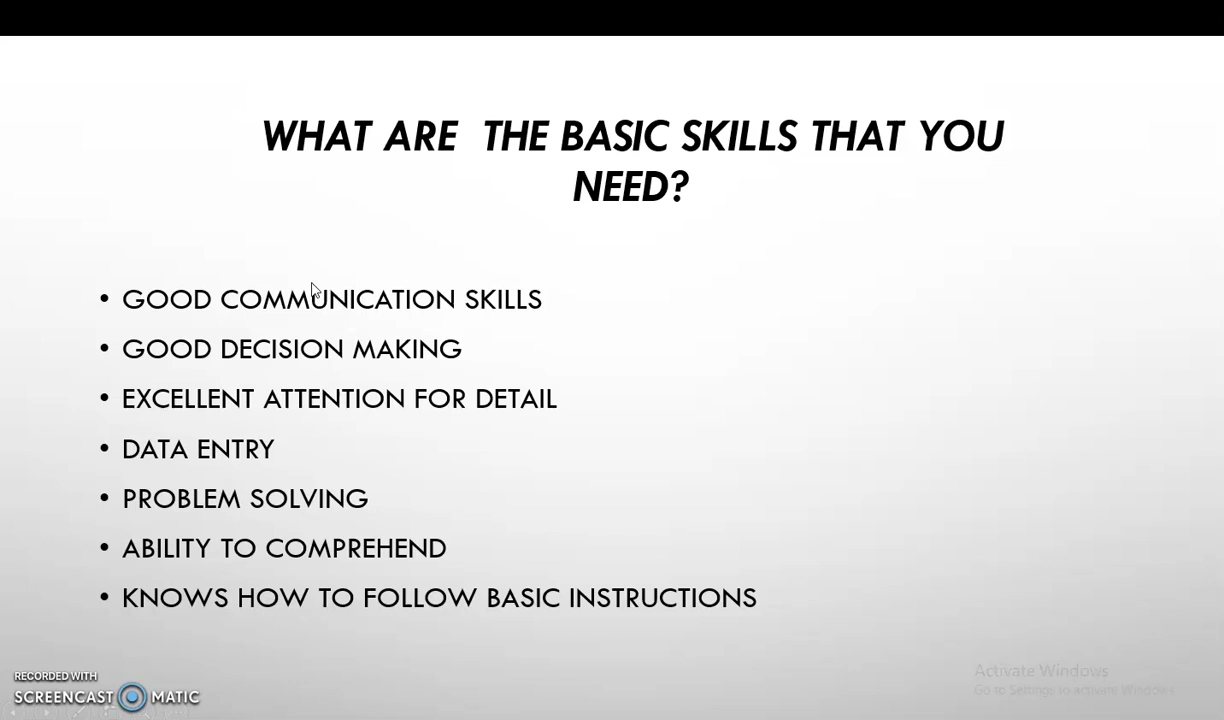 WHAT ARE THE BASIC SKILLS THAT YOU
NEED?
• GOOD COMMUNICATION SKILLS
• GOOD DECISION MAKING
• EXCELLENT ATTENTION FOR DETAIL
• DATA ENTRY
• PROBLEM SOLVING
• ABILITY TO COMPREHEND
• KNOWS HOW TO FOLLOW BASIC INSTRUCTIONS
Activate Windows
Go to Settings to activate Windows.
RECORDED WITH
SCREENCAST MATIC